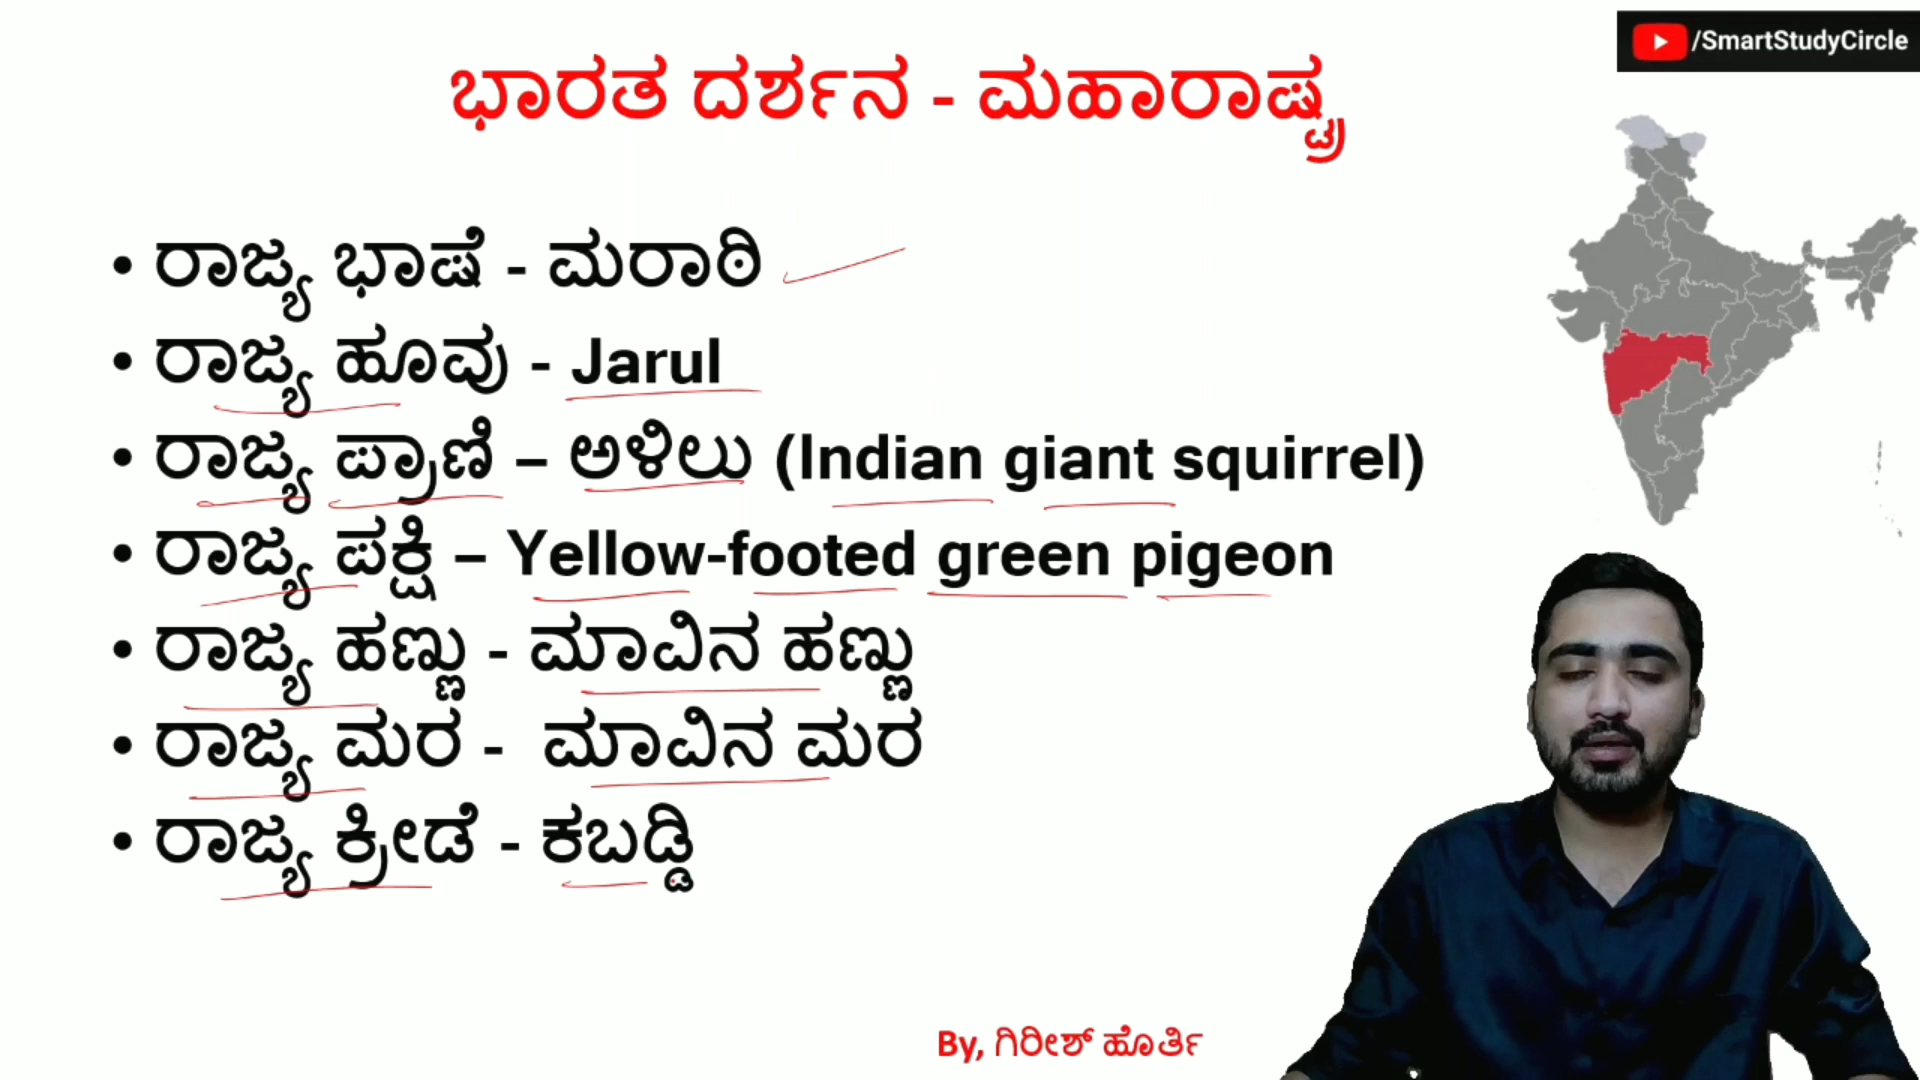 /SmartStudyCircle
ಭಾರತ ದರ್ಶನ - ಮಹಾರಾಷ್ಟ್ರ
• ರಾಜ್ಯ ಭಾಷೆ - ಮರಾಠಿ
• ರಾಜ್ಯ ಹೂವು - Jarul
• ರಾಜ್ಯ ಪ್ರಾಣಿ – ಅಳಿಲು (Indian giant squirrel)
• ರಾಜ್ಯ ಪಕ್ಷಿ – Yellow-footed green pigeon
• ರಾಜ್ಯ ಹಣ್ಣು - ಮಾವಿನ ಹಣ್ಣು
• ರಾಜ್ಯ ಮರ - ಮಾವಿನ ಮರ
• ರಾಜ್ಯ ಕ್ರೀಡೆ - ಕಬಡ್ಡಿ
By, ಗಿರೀಶ್ ಹೊರ್ತಿ